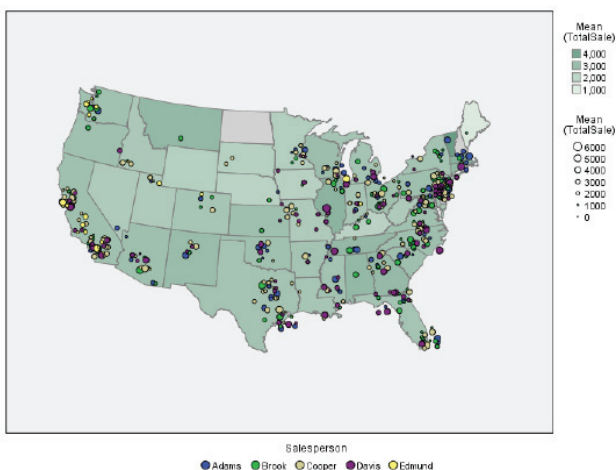 Mean
(TotalSale)
4,000
3,000
2,000
1,000
Mean
(TotalSale)
6000
5000
4000
3000
2000
1000
0
Salesperson
Adams Brook Cooper Davis Edmund